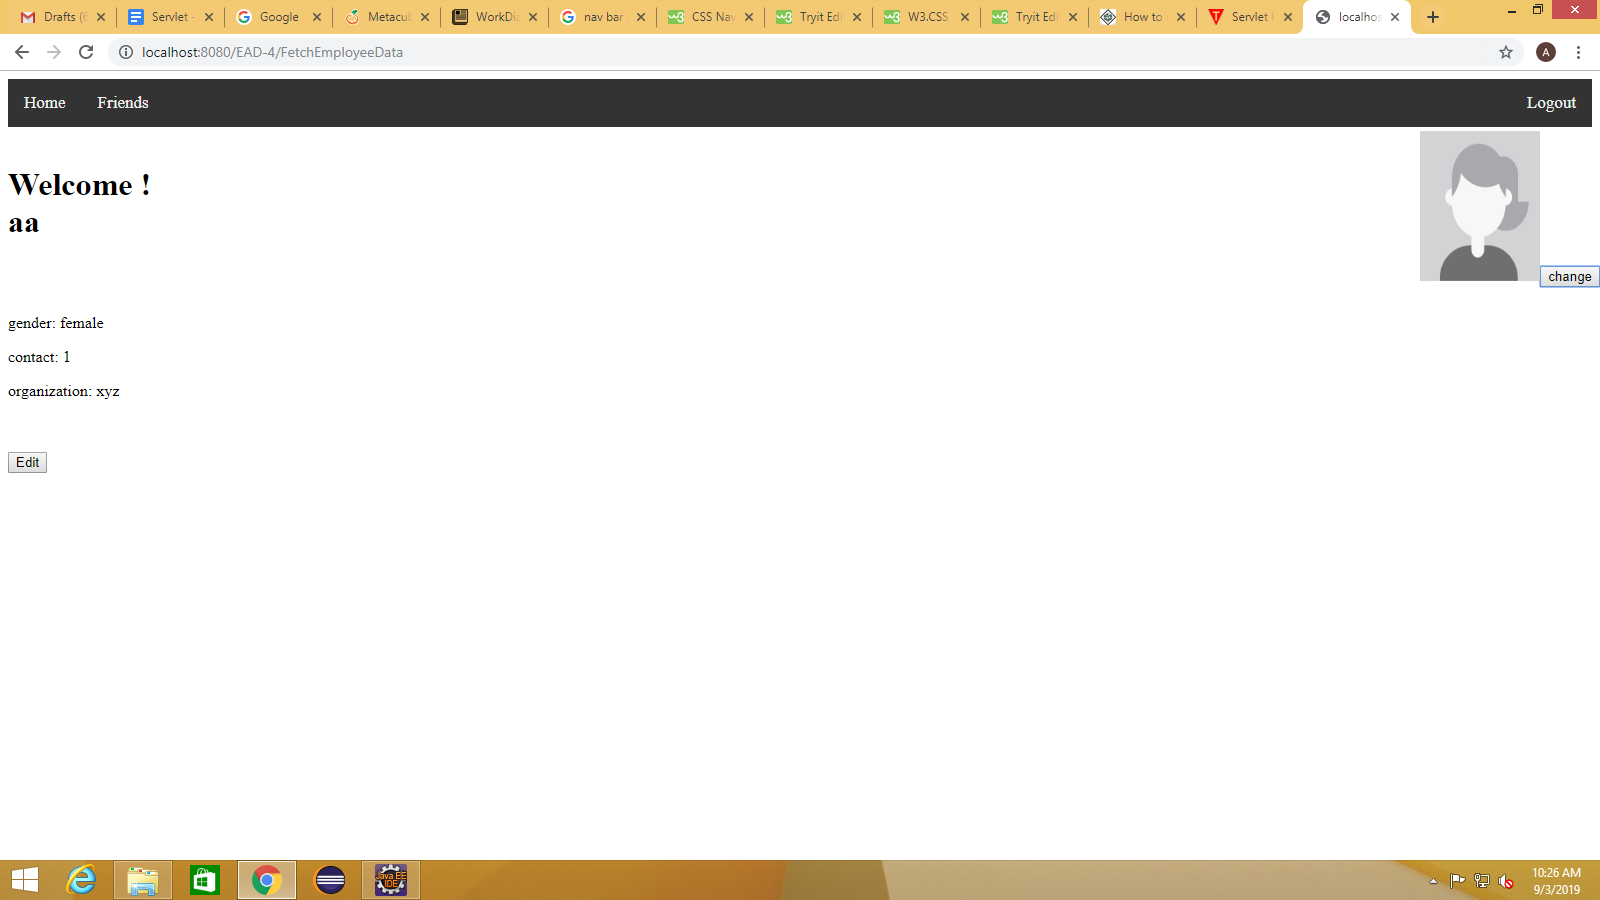 Drafts (6 Servlet - Google Metacub WorkDia nav bar CSS Nav Tryit Edi W3.CSS Tryit Edi How to Servlet localhos
localhost:8080/EAD-4/FetchEmployeeData A
Home Friends Logout
Welcome !
aa
change
gender: female
contact: 1
organization: xyz
Edit
Java EE
IDE
10:26 AM
9/3/2019